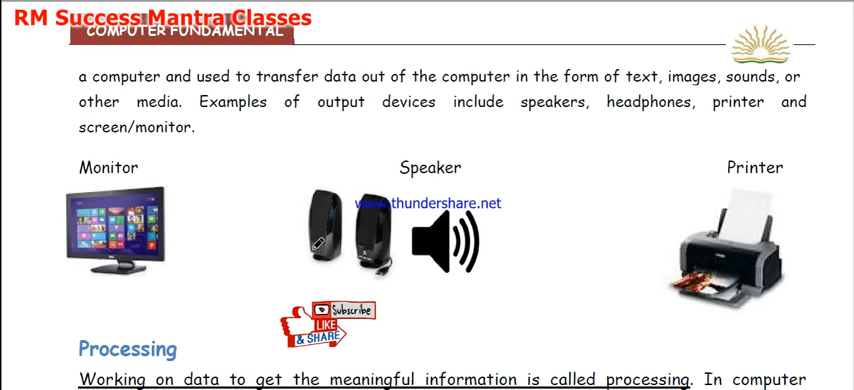 RM Success Mantra Classes
COMPUTER FUNDAMENTAL
a computer and used to transfer data out of the computer in the form of text, images, sounds, or
other media. Examples of output devices include speakers, headphones, printer and
screen/monitor.
Monitor Speaker Printer
www.thundershare.net
Subscribe
LIKE
& SHARE
Processing
Working on data to get the meaningful information is called processing. In computer